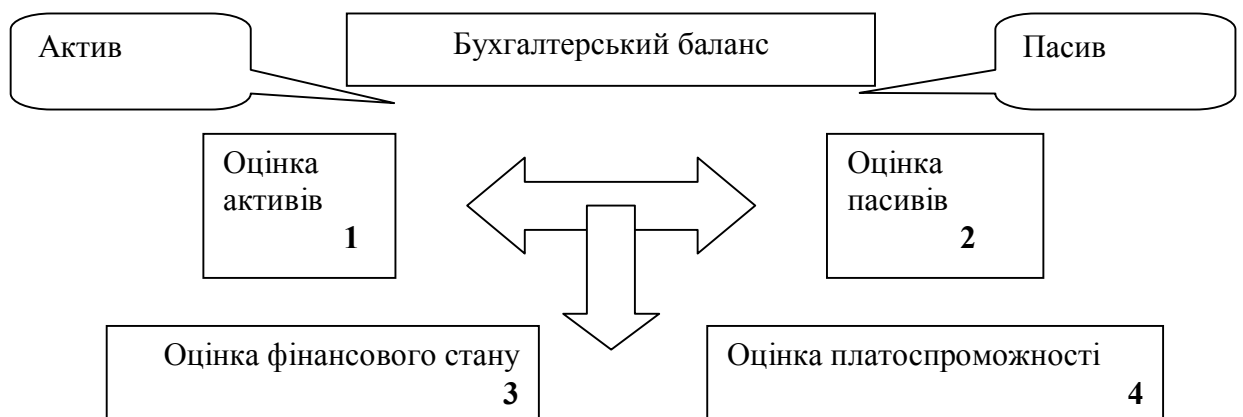 Актив
Бухгалтерський баланс
Пасив
Оцінка
активів
1
Оцінка
пасивів
2
Оцінка фінансового стану
3
Оцінка платоспроможності
4